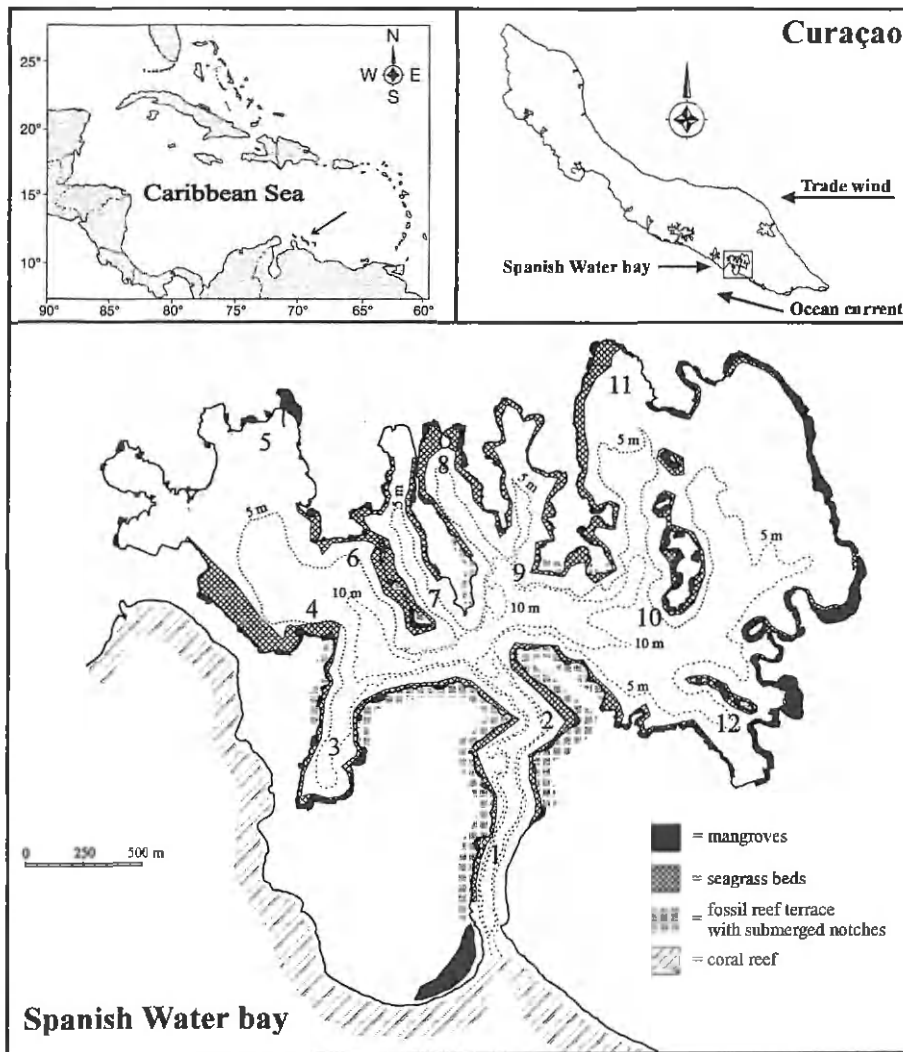 N
W E
S
25°
20°
15°
10°
Caribbean Sea
90° 85° 80° 75° 70° 65° 60°
Curaçao
Trade wind
Spanish Water bay
Ocean current
11
5
5 m
8
5 m
5 m
5 m
5 m
6
9
10 m
7
10 m
4
10
10 m
5 m
2
12
3
1
0 250 500 m
= mangroves
= seagrass beds
= fossil reef terrace
with submerged notches
= coral reef
Spanish Water bay